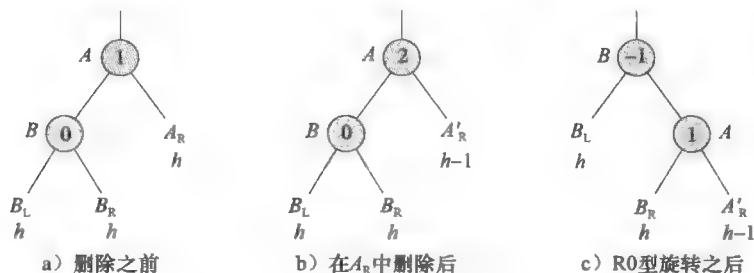 A 1
B 0 A_R
h
B_L B_R
h h
a）删除之前
A 2
B 0 A'_R
h-1
B_L B_R
h h
b）在A_R中删除后
B -1
B_L 1 A
h
B_R A'_R
h h-1
c）R0型旋转之后